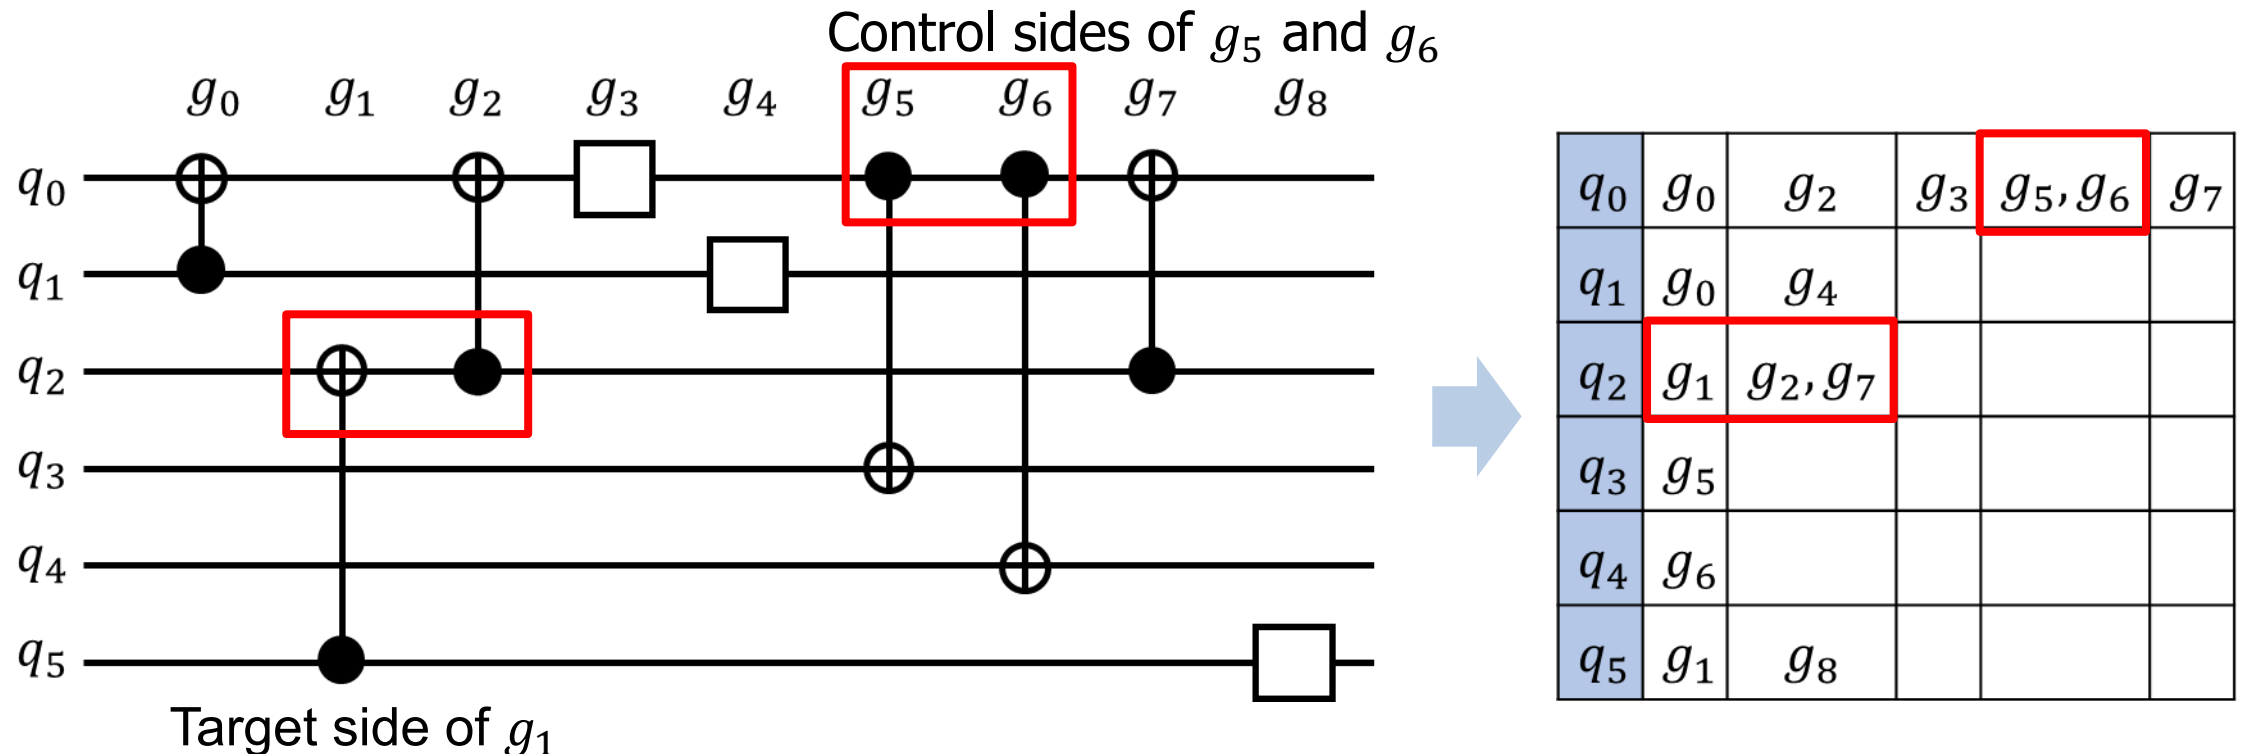 Control sides of g5 and g6
g0 g1 g2 g3 g4 g5 g6 g7 g8
q0
q1
q2
q3
q4
q5
Target side of g1
q0 g0 g2 g3 g5,g6 g7
q1 g0 g4
q2 g1 g2,g7
q3 g5
q4 g6
q5 g1 g8